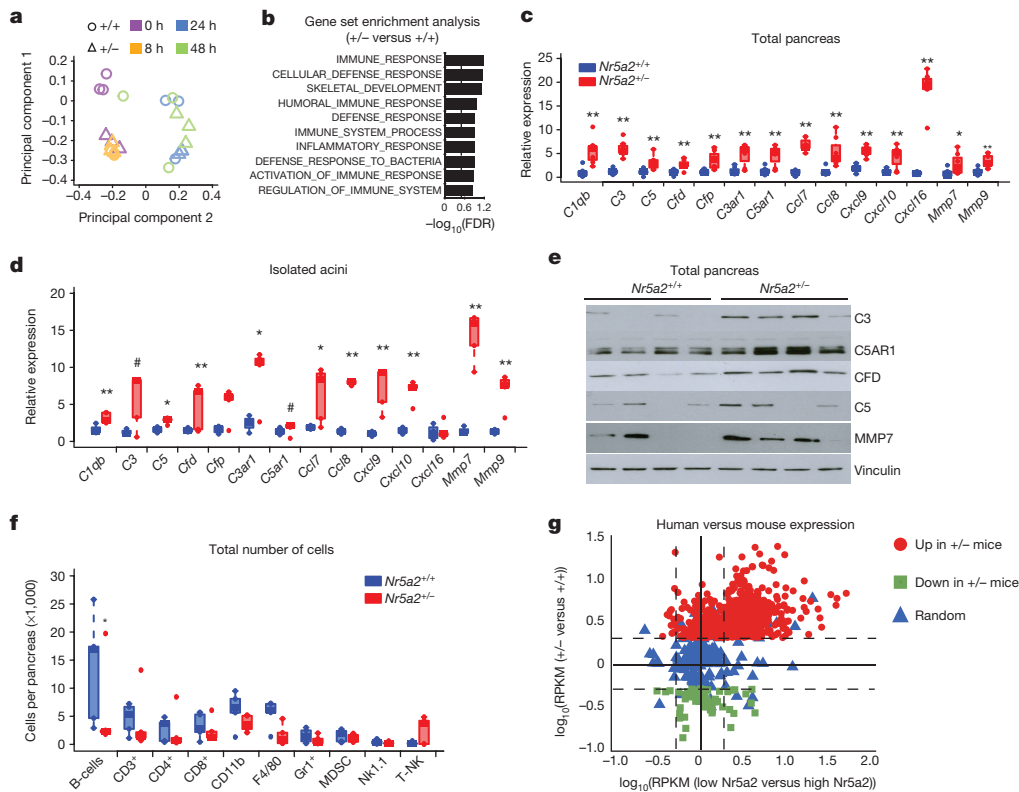 a
+/+ 0 h 24 h
+/– 8 h 48 h
Principal component 1
0.2
0.1
0
−0.1
−0.2
−0.3
−0.4
−0.4 −0.2 0 0.2 0.4
Principal component 2
b
Gene set enrichment analysis
(+/– versus +/+)
IMMUNE_RESPONSE
CELLULAR_DEFENSE_RESPONSE
SKELETAL_DEVELOPMENT
HUMORAL_IMMUNE_RESPONSE
DEFENSE_RESPONSE
IMMUNE_SYSTEM_PROCESS
INFLAMMATORY_RESPONSE
DEFENSE_RESPONSE_TO_BACTERIA
ACTIVATION_OF_IMMUNE_RESPONSE
REGULATION_OF_IMMUNE_SYSTEM
0 0.6 1.2
−log10(FDR)
c
Total pancreas
Nr5a2+/+
Nr5a2+/–
Relative expression
25
20
15
10
5
0
** ** ** ** ** ** ** ** ** ** ** ** * **
C1qb C3 C5 Cfd Cfp C3ar1 C5ar1 Ccl7 Ccl8 Cxcl9 Cxcl10 Cxcl16 Mmp7 Mmp9
d
Isolated acini
Relative expression
20
15
10
5
0
** # * ** * # * ** ** ** ** **
C1qb C3 C5 Cfd Cfp C3ar1 C5ar1 Ccl7 Ccl8 Cxcl9 Cxcl10 Cxcl16 Mmp7 Mmp9
e
Total pancreas
Nr5a2+/+ Nr5a2+/–
C3
C5AR1
CFD
C5
MMP7
Vinculin
f
Total number of cells
Nr5a2+/+
Nr5a2+/–
Cells per pancreas (×1,000)
30
25
20
15
10
5
0
*
B-cells CD3+ CD4+ CD8+ CD11b F4/80 Gr1+ MDSC NK1.1 T-NK
g
Human versus mouse expression
Up in +/– mice
Down in +/– mice
Random
log10(RPKM (+/– versus +/+))
1.5
1.0
0.5
0
−0.5
−1.0
−1.0 −0.5 0.0 0.5 1.0 1.5 2.0
log10(RPKM (low Nr5a2 versus high Nr5a2))